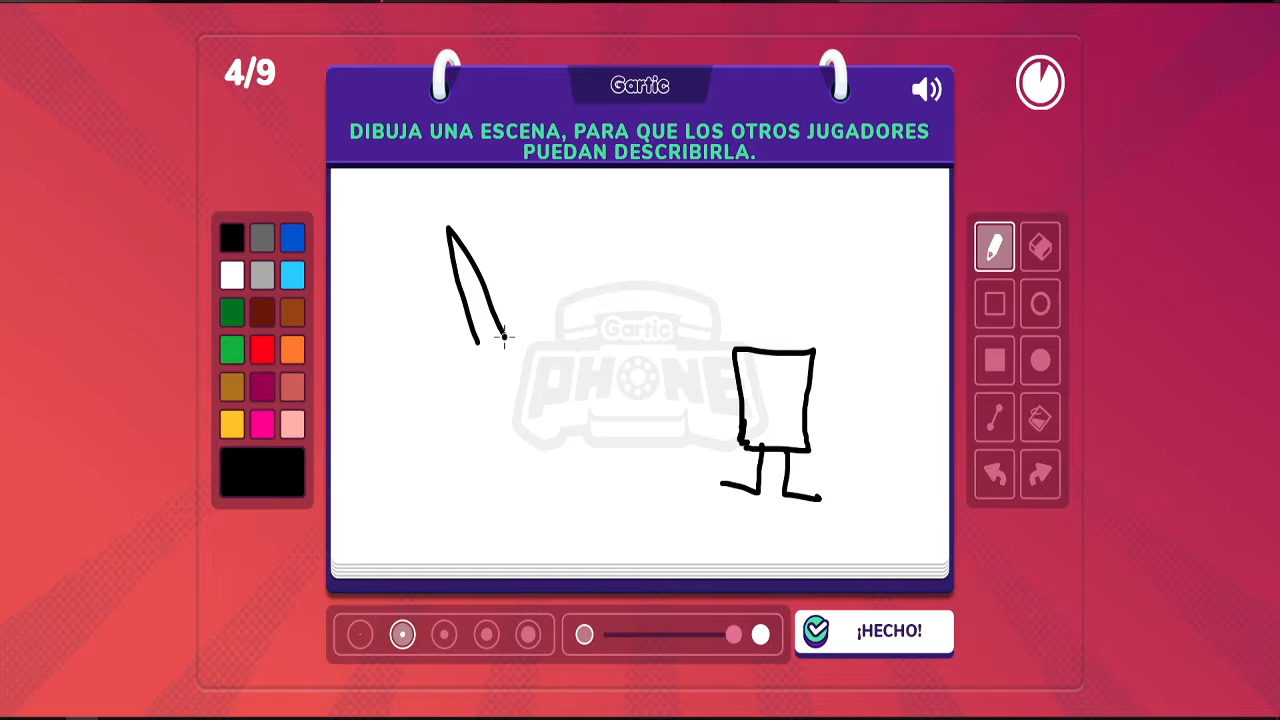 4/9
Gartic
DIBUJA UNA ESCENA, PARA QUE LOS OTROS JUGADORES
PUEDAN DESCRIBIRLA.
Gartic
PHONE
¡HECHO!